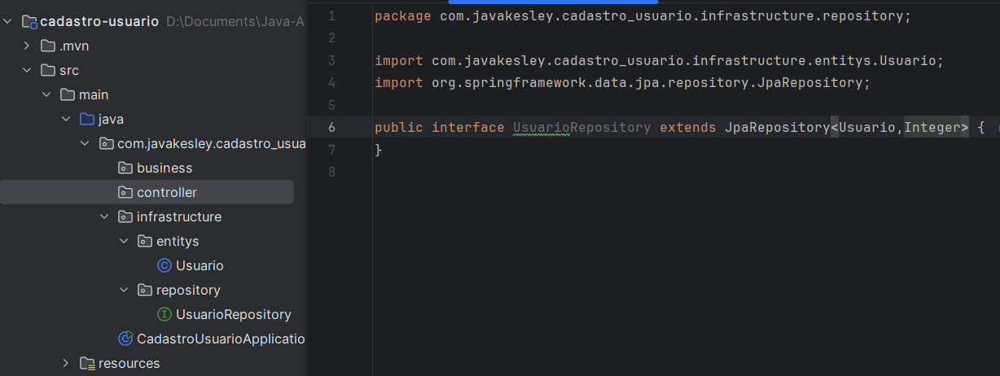 cadastro-usuario D:\Documents\Java-A
.mvn
src
main
java
com.javakesley.cadastro_usua
business
controller
infrastructure
entitys
Usuario
repository
UsuarioRepository
CadastroUsuarioApplicatio
resources
1 package com.javakesley.cadastro_usuario.infrastructure.repository;
2
3 import com.javakesley.cadastro_usuario.infrastructure.entitys.Usuario;
4 import org.springframework.data.jpa.repository.JpaRepository;
5
6 public interface UsuarioRepository extends JpaRepository<Usuario,Integer> {
7 }
8